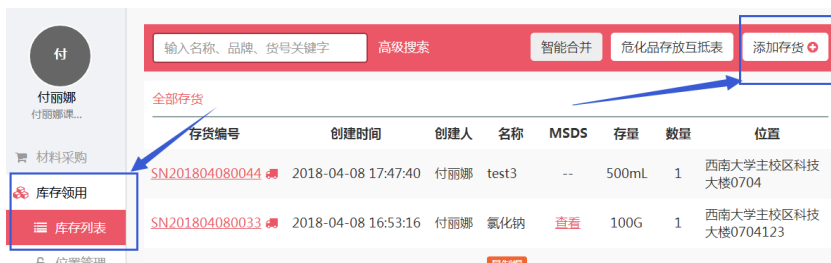 付
付丽娜
付丽娜课...
材料采购
库存领用
库存列表
位置管理
输入名称、品牌、货号关键字 高级搜索 智能合并 危化品存放互抵表 添加存货
全部存货
存货编号 创建时间 创建人 名称 MSDS 存量 数量 位置
SN201804080044 2018-04-08 17:47:40 付丽娜 test3 -- 500mL 1 西南大学主校区科技
大楼0704
SN201804080033 2018-04-08 16:53:16 付丽娜 氯化钠 查看 100G 1 西南大学主校区科技
大楼0704123